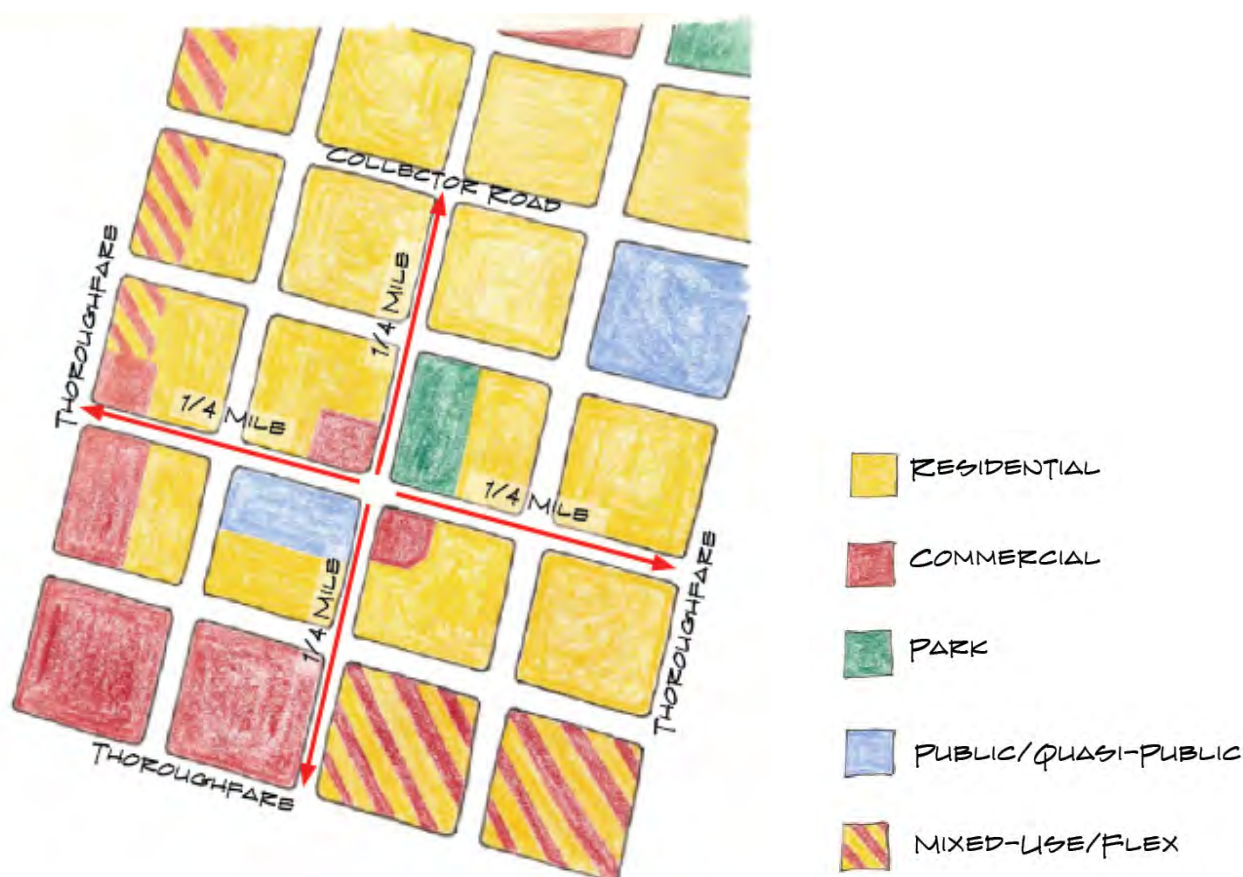 COLLECTOR ROAD
THOROUGHFARE
1/4 MILE
1/4 MILE
1/4 MILE
1/4 MILE
THOROUGHFARE
THOROUGHFARE
RESIDENTIAL
COMMERCIAL
PARK
PUBLIC/QUASI-PUBLIC
MIXED-USE/FLEX